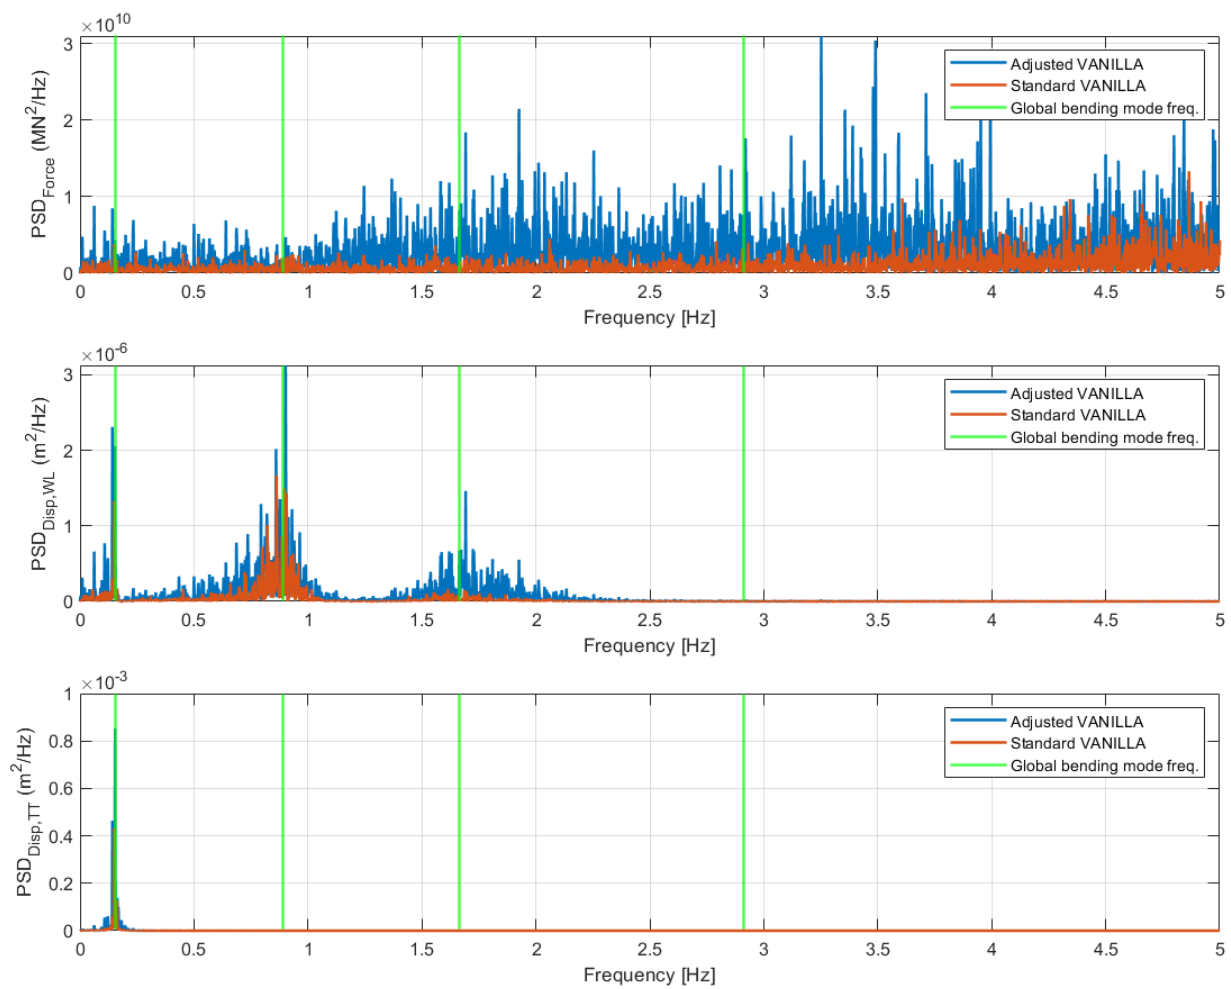 ×10^10
3
2
1
0
PSD_Force (MN^2/Hz)
Adjusted VANILLA
Standard VANILLA
Global bending mode freq.
0 0.5 1 1.5 2 2.5 3 3.5 4 4.5 5
Frequency [Hz]
×10^-6
3
2
1
0
PSD_Disp,WL (m^2/Hz)
Adjusted VANILLA
Standard VANILLA
Global bending mode freq.
0 0.5 1 1.5 2 2.5 3 3.5 4 4.5 5
Frequency [Hz]
×10^-3
1
0.8
0.6
0.4
0.2
0
PSD_Disp,TT (m^2/Hz)
Adjusted VANILLA
Standard VANILLA
Global bending mode freq.
0 0.5 1 1.5 2 2.5 3 3.5 4 4.5 5
Frequency [Hz]